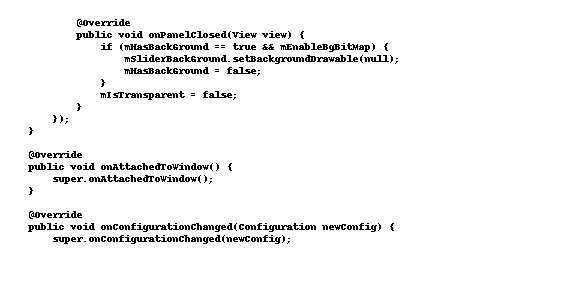 @Override
public void onPanelClosed(View view) {
if (mHasBackGround == true && mEnableBgBitMap) {
mSliderBackGround.setBackgroundDrawable(null);
mHasBackGround = false;
}
mIsTransparent = false;
}
});
}
@Override
public void onAttachedToWindow() {
super.onAttachedToWindow();
}
@Override
public void onConfigurationChanged(Configuration newConfig) {
super.onConfigurationChanged(newConfig);